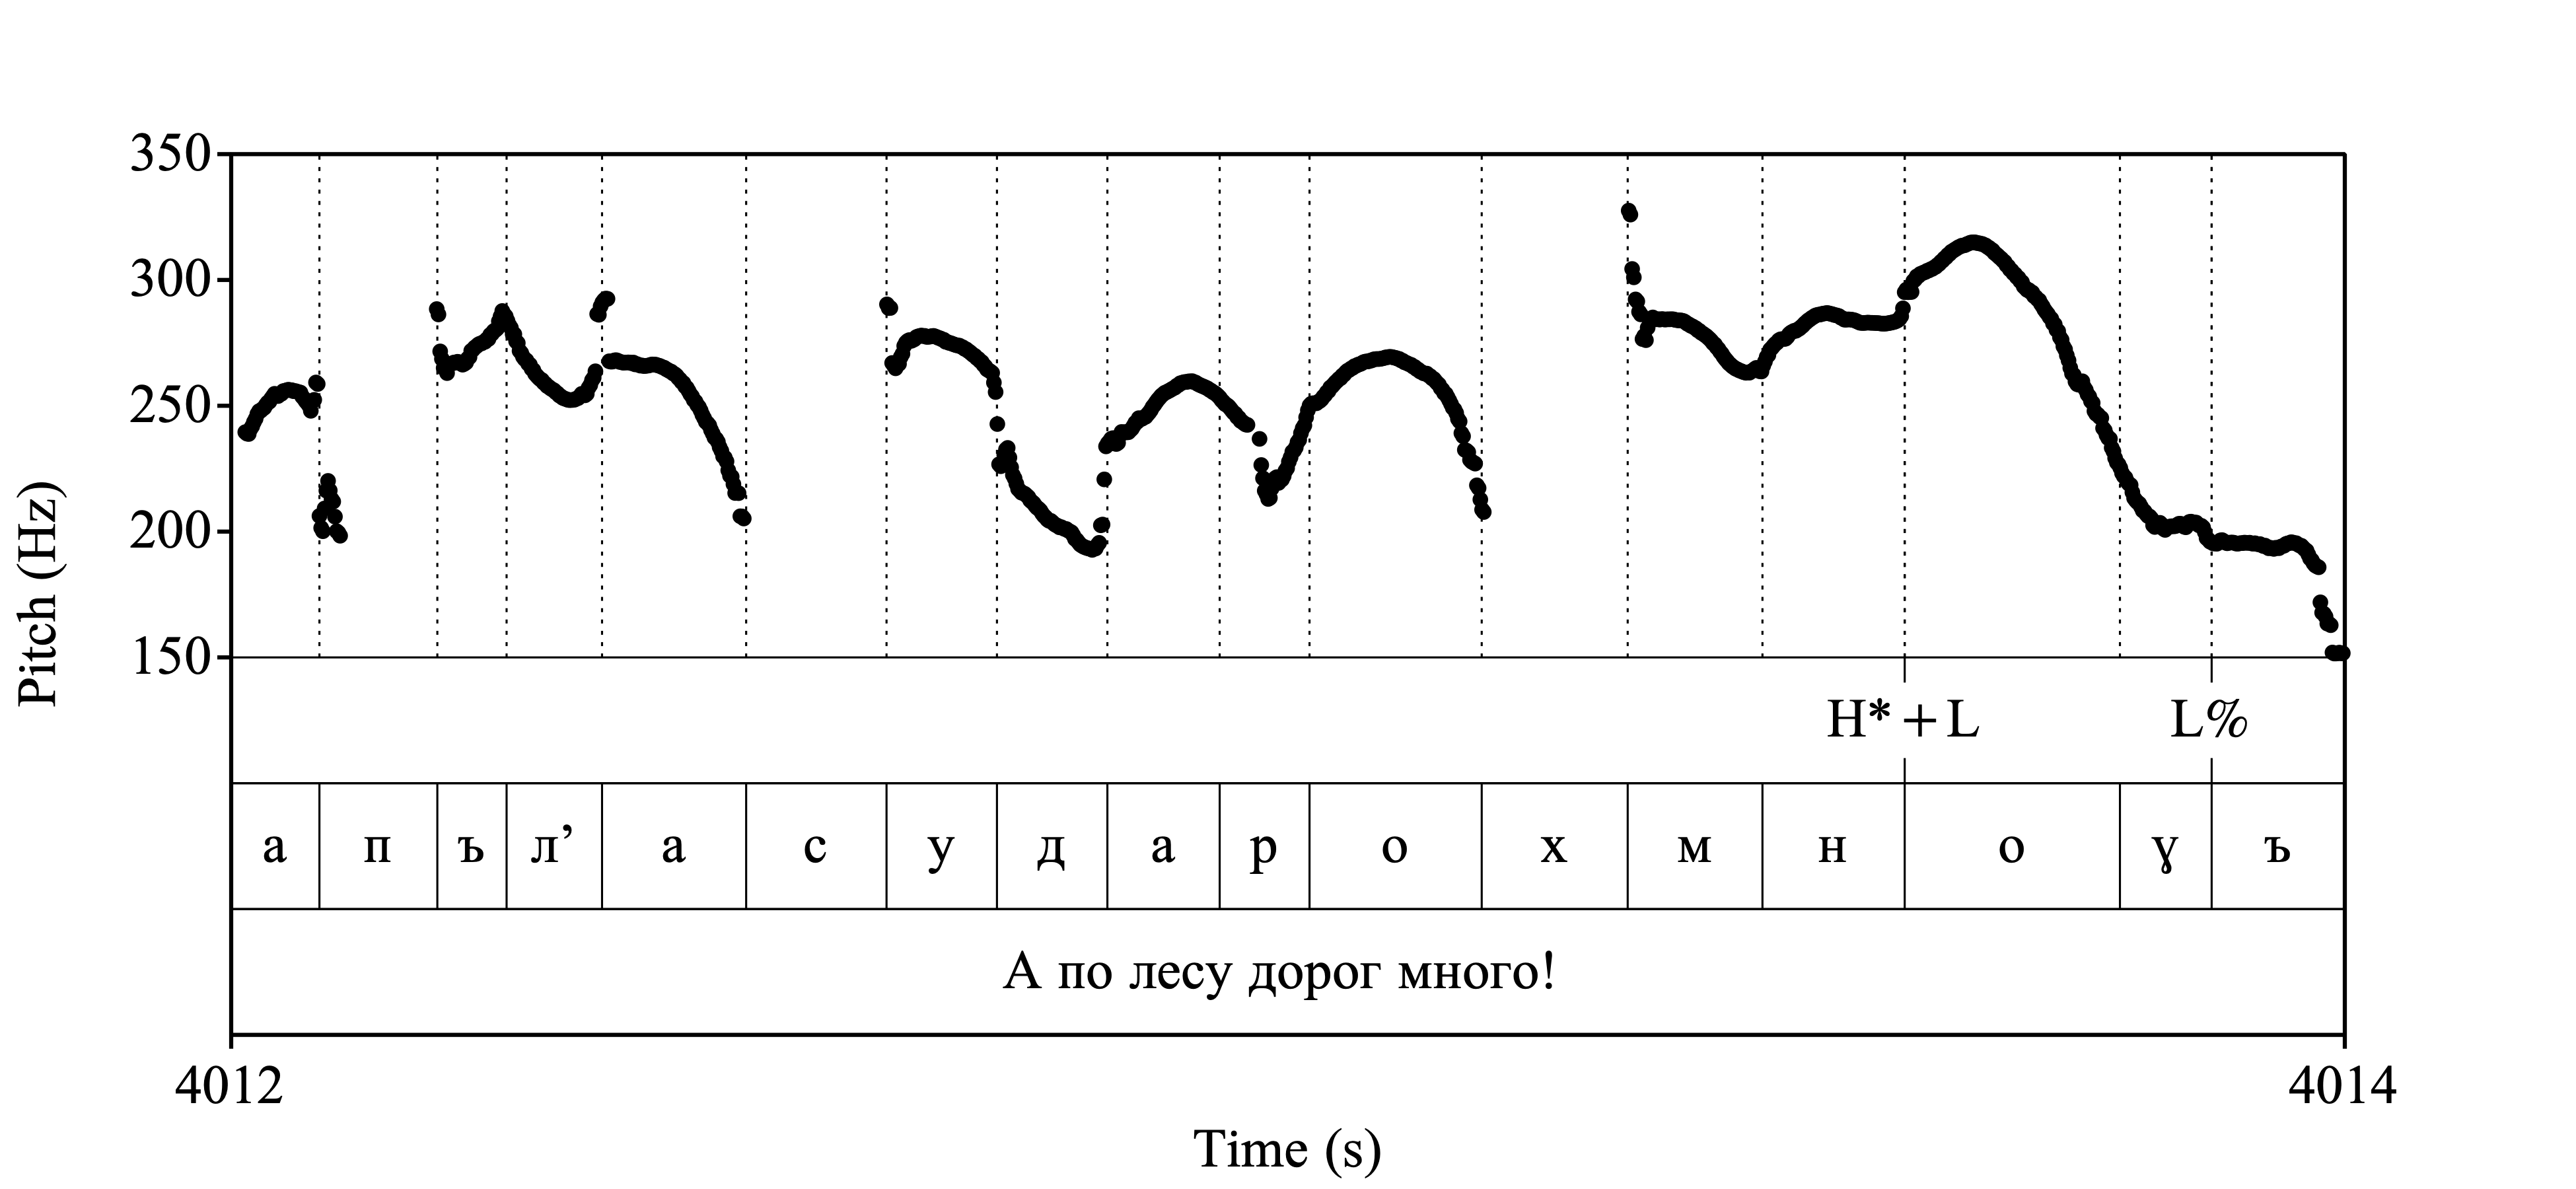 350
300
250
200
150
Pitch (Hz)
H* + L L%
а п ъ л’ а с у д а р о х м н о ɣ ъ
А по лесу дорог много!
4012 4014
Time (s)